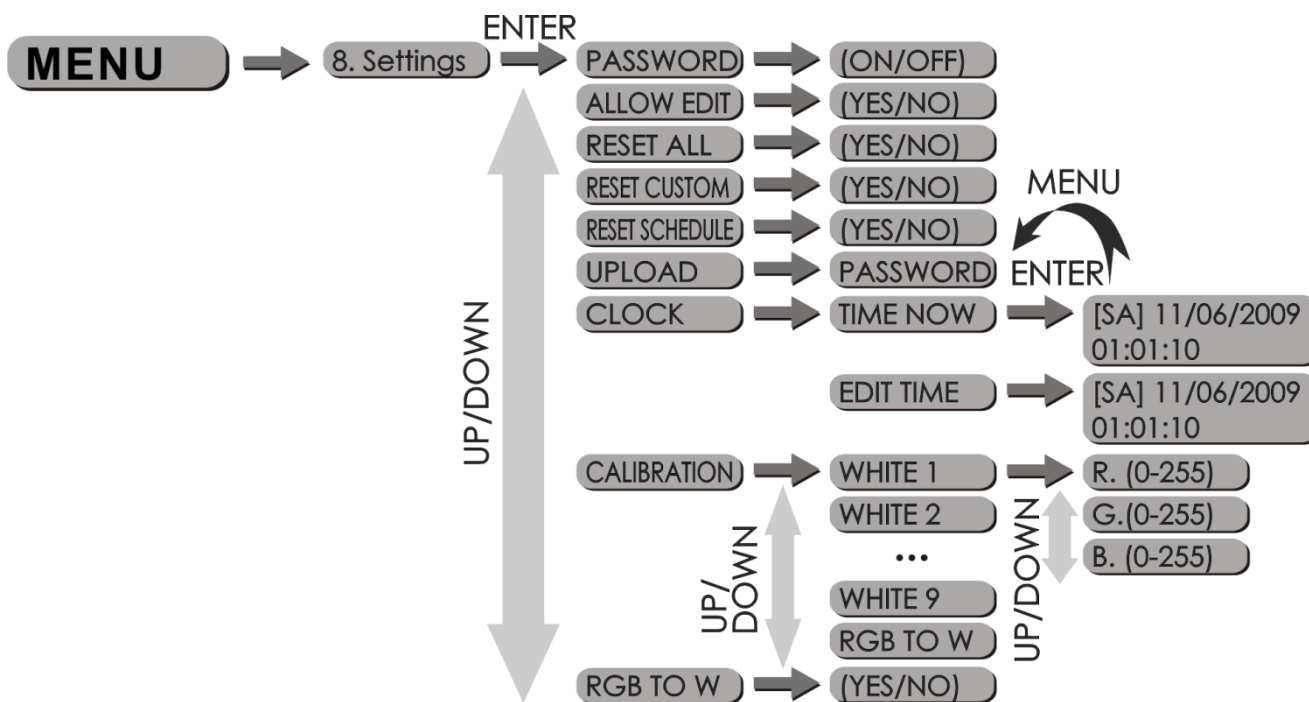 ENTER
MENU
8. Settings
PASSWORD
(ON/OFF)
ALLOW EDIT
(YES/NO)
RESET ALL
(YES/NO)
RESET CUSTOM
(YES/NO)
MENU
RESET SCHEDULE
(YES/NO)
UPLOAD
PASSWORD
ENTER
CLOCK
TIME NOW
[SA] 11/06/2009
01:01:10
UP/DOWN
EDIT TIME
[SA] 11/06/2009
01:01:10
CALIBRATION
WHITE 1
R. (0-255)
WHITE 2
G.(0-255)
...
B. (0-255)
UP/
DOWN
UP/DOWN
WHITE 9
RGB TO W
RGB TO W
(YES/NO)